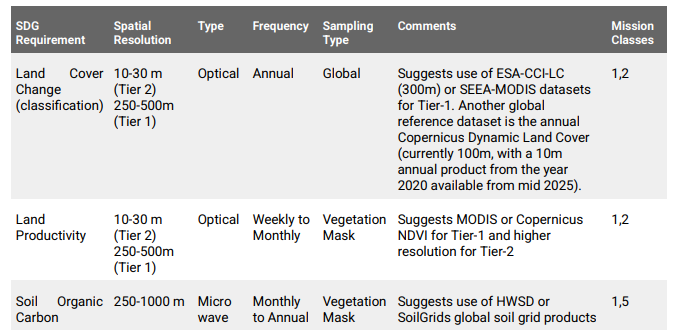 SDG Requirement | Spatial Resolution | Type | Frequency | Sampling Type | Comments | Mission Classes
Land Cover Change (classification) | 10-30 m (Tier 2) 250-500m (Tier 1) | Optical | Annual | Global | Suggests use of ESA-CCI-LC (300m) or SEEA-MODIS datasets for Tier-1. Another global reference dataset is the annual Copernicus Dynamic Land Cover (currently 100m, with a 10m annual product from the year 2020 available from mid 2025). | 1,2
Land Productivity | 10-30 m (Tier 2) 250-500m (Tier 1) | Optical | Weekly to Monthly | Vegetation Mask | Suggests MODIS or Copernicus NDVI for Tier-1 and higher resolution for Tier-2 | 1,2
Soil Organic Carbon | 250-1000 m | Micro wave | Monthly to Annual | Vegetation Mask | Suggests use of HWSD or SoilGrids global soil grid products | 1,5